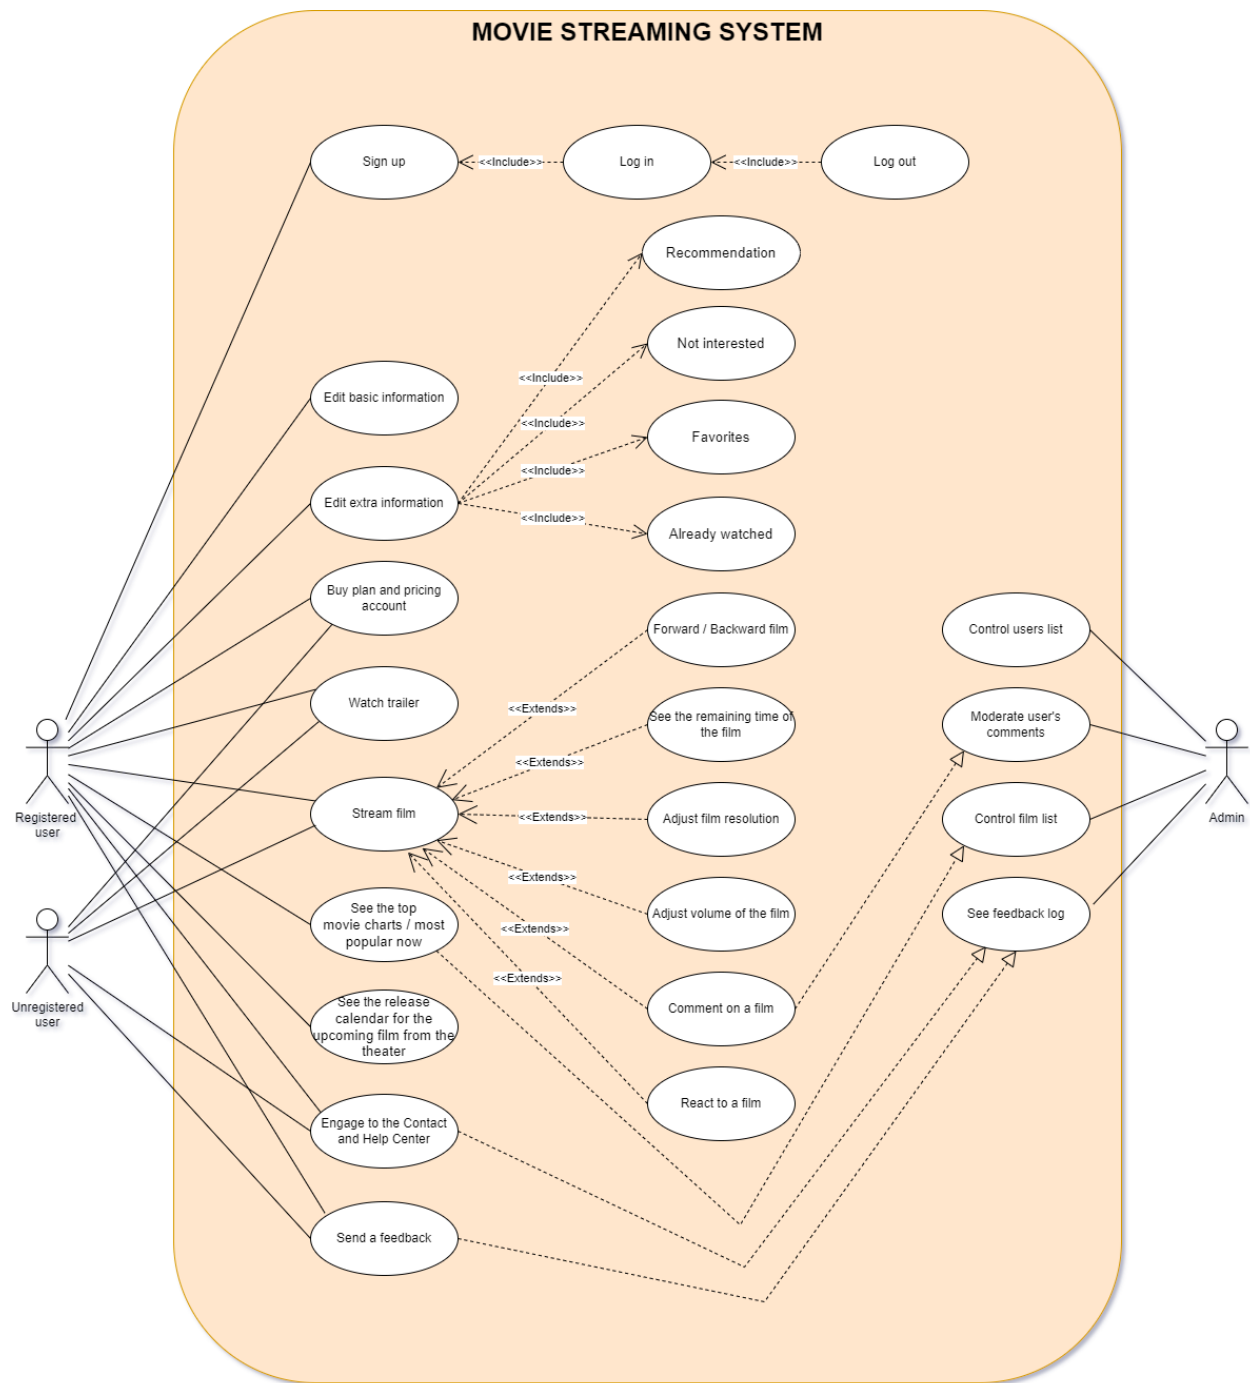 MOVIE STREAMING SYSTEM
Sign up
<<Include>>
Log in
<<Include>>
Log out
Recommendation
Not interested
<<Include>>
Edit basic information
<<Include>>
Favorites
<<Include>>
Edit extra information
<<Include>>
Already watched
Buy plan and pricing
account
Forward / Backward film
Control users list
Watch trailer
<<Extends>>
See the remaining time of
the film
Moderate user's
comments
<<Extends>>
Registered
user
Stream film
<<Extends>>
Adjust film resolution
Control film list
Admin
<<Extends>>
See the top
movie charts / most
popular now
<<Extends>>
Adjust volume of the film
See feedback log
<<Extends>>
Unregistered
user
See the release
calendar for the
upcoming film from the
theater
Comment on a film
React to a film
Engage to the Contact
and Help Center
Send a feedback